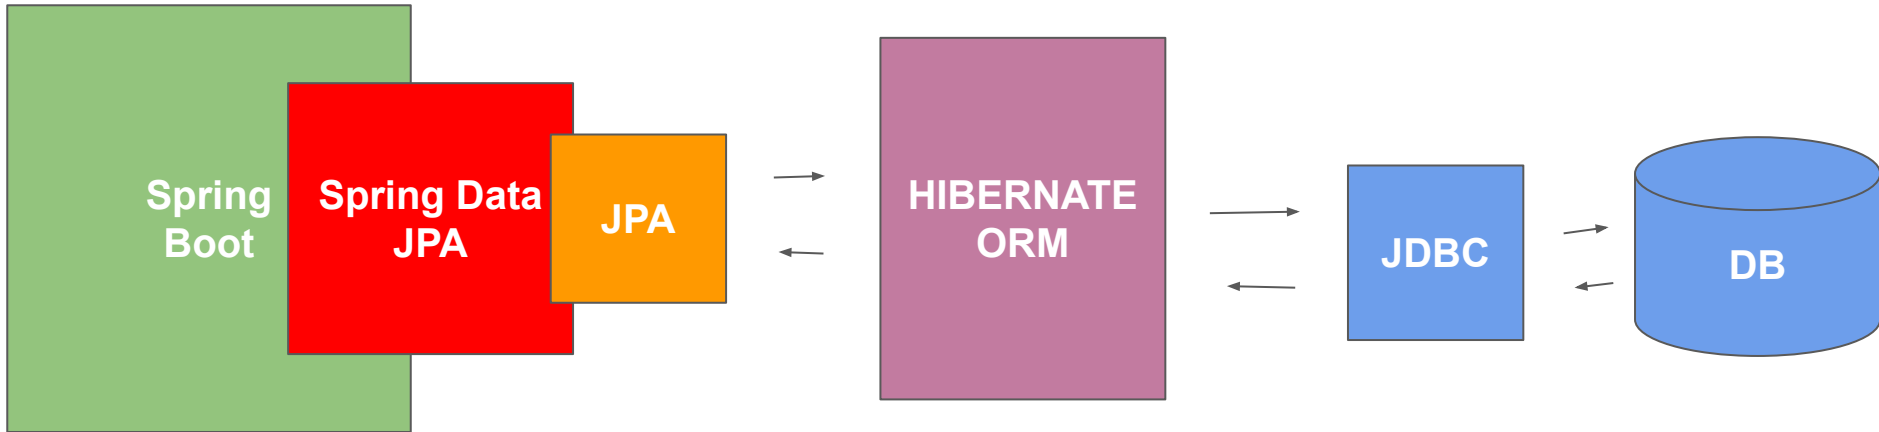 Spring
Boot
Spring Data
JPA
JPA
HIBERNATE
ORM
JDBC
DB